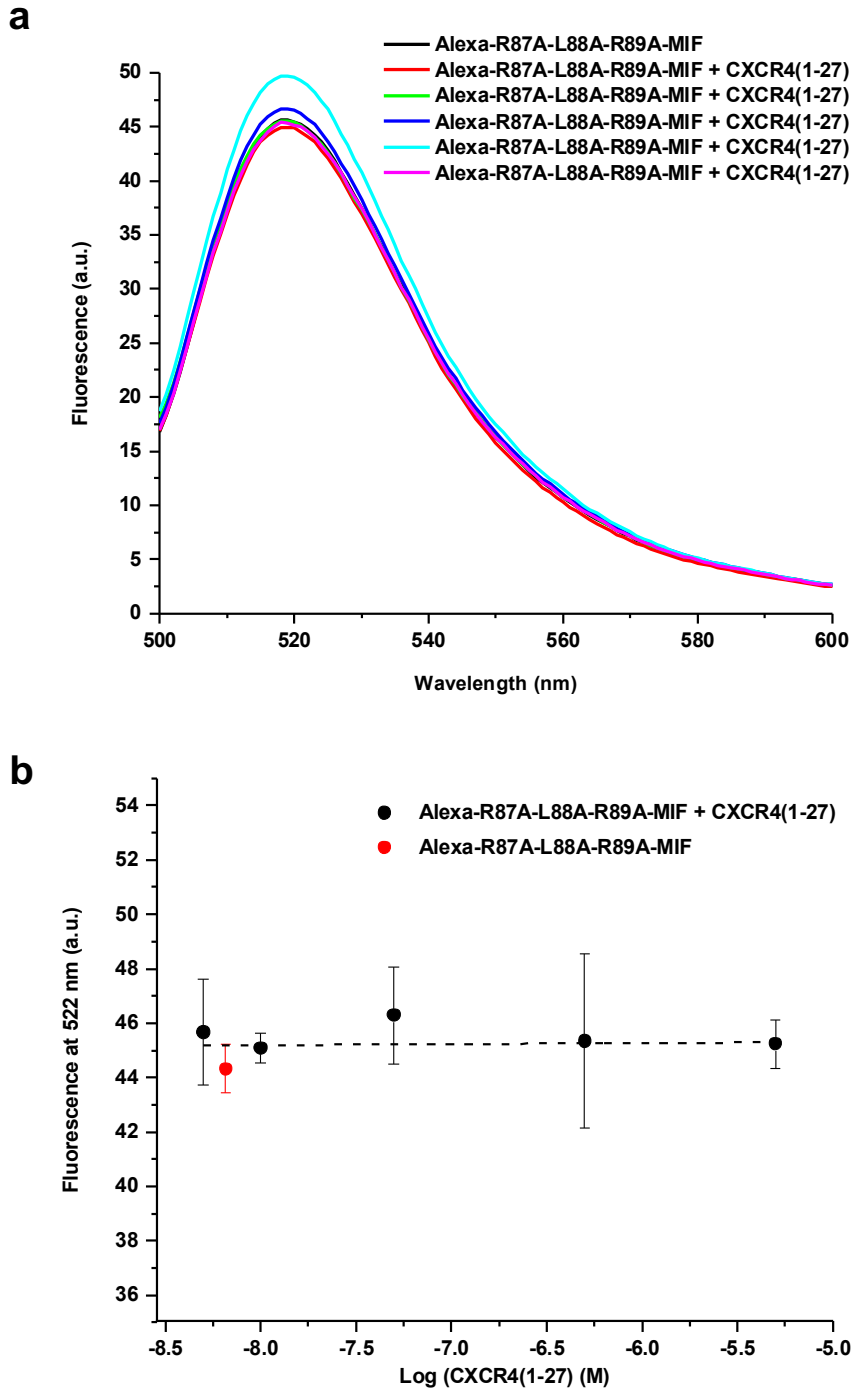 a
Alexa-R87A-L88A-R89A-MIF
Alexa-R87A-L88A-R89A-MIF + CXCR4(1-27)
Alexa-R87A-L88A-R89A-MIF + CXCR4(1-27)
Alexa-R87A-L88A-R89A-MIF + CXCR4(1-27)
Alexa-R87A-L88A-R89A-MIF + CXCR4(1-27)
Alexa-R87A-L88A-R89A-MIF + CXCR4(1-27)
50
45
40
35
30
25
20
15
10
5
0
Fluorescence (a.u.)
500 520 540 560 580 600
Wavelength (nm)
b
Alexa-R87A-L88A-R89A-MIF + CXCR4(1-27)
Alexa-R87A-L88A-R89A-MIF
54
52
50
48
46
44
42
40
38
36
Fluorescence at 522 nm (a.u.)
-8.5 -8.0 -7.5 -7.0 -6.5 -6.0 -5.5 -5.0
Log (CXCR4(1-27) (M)